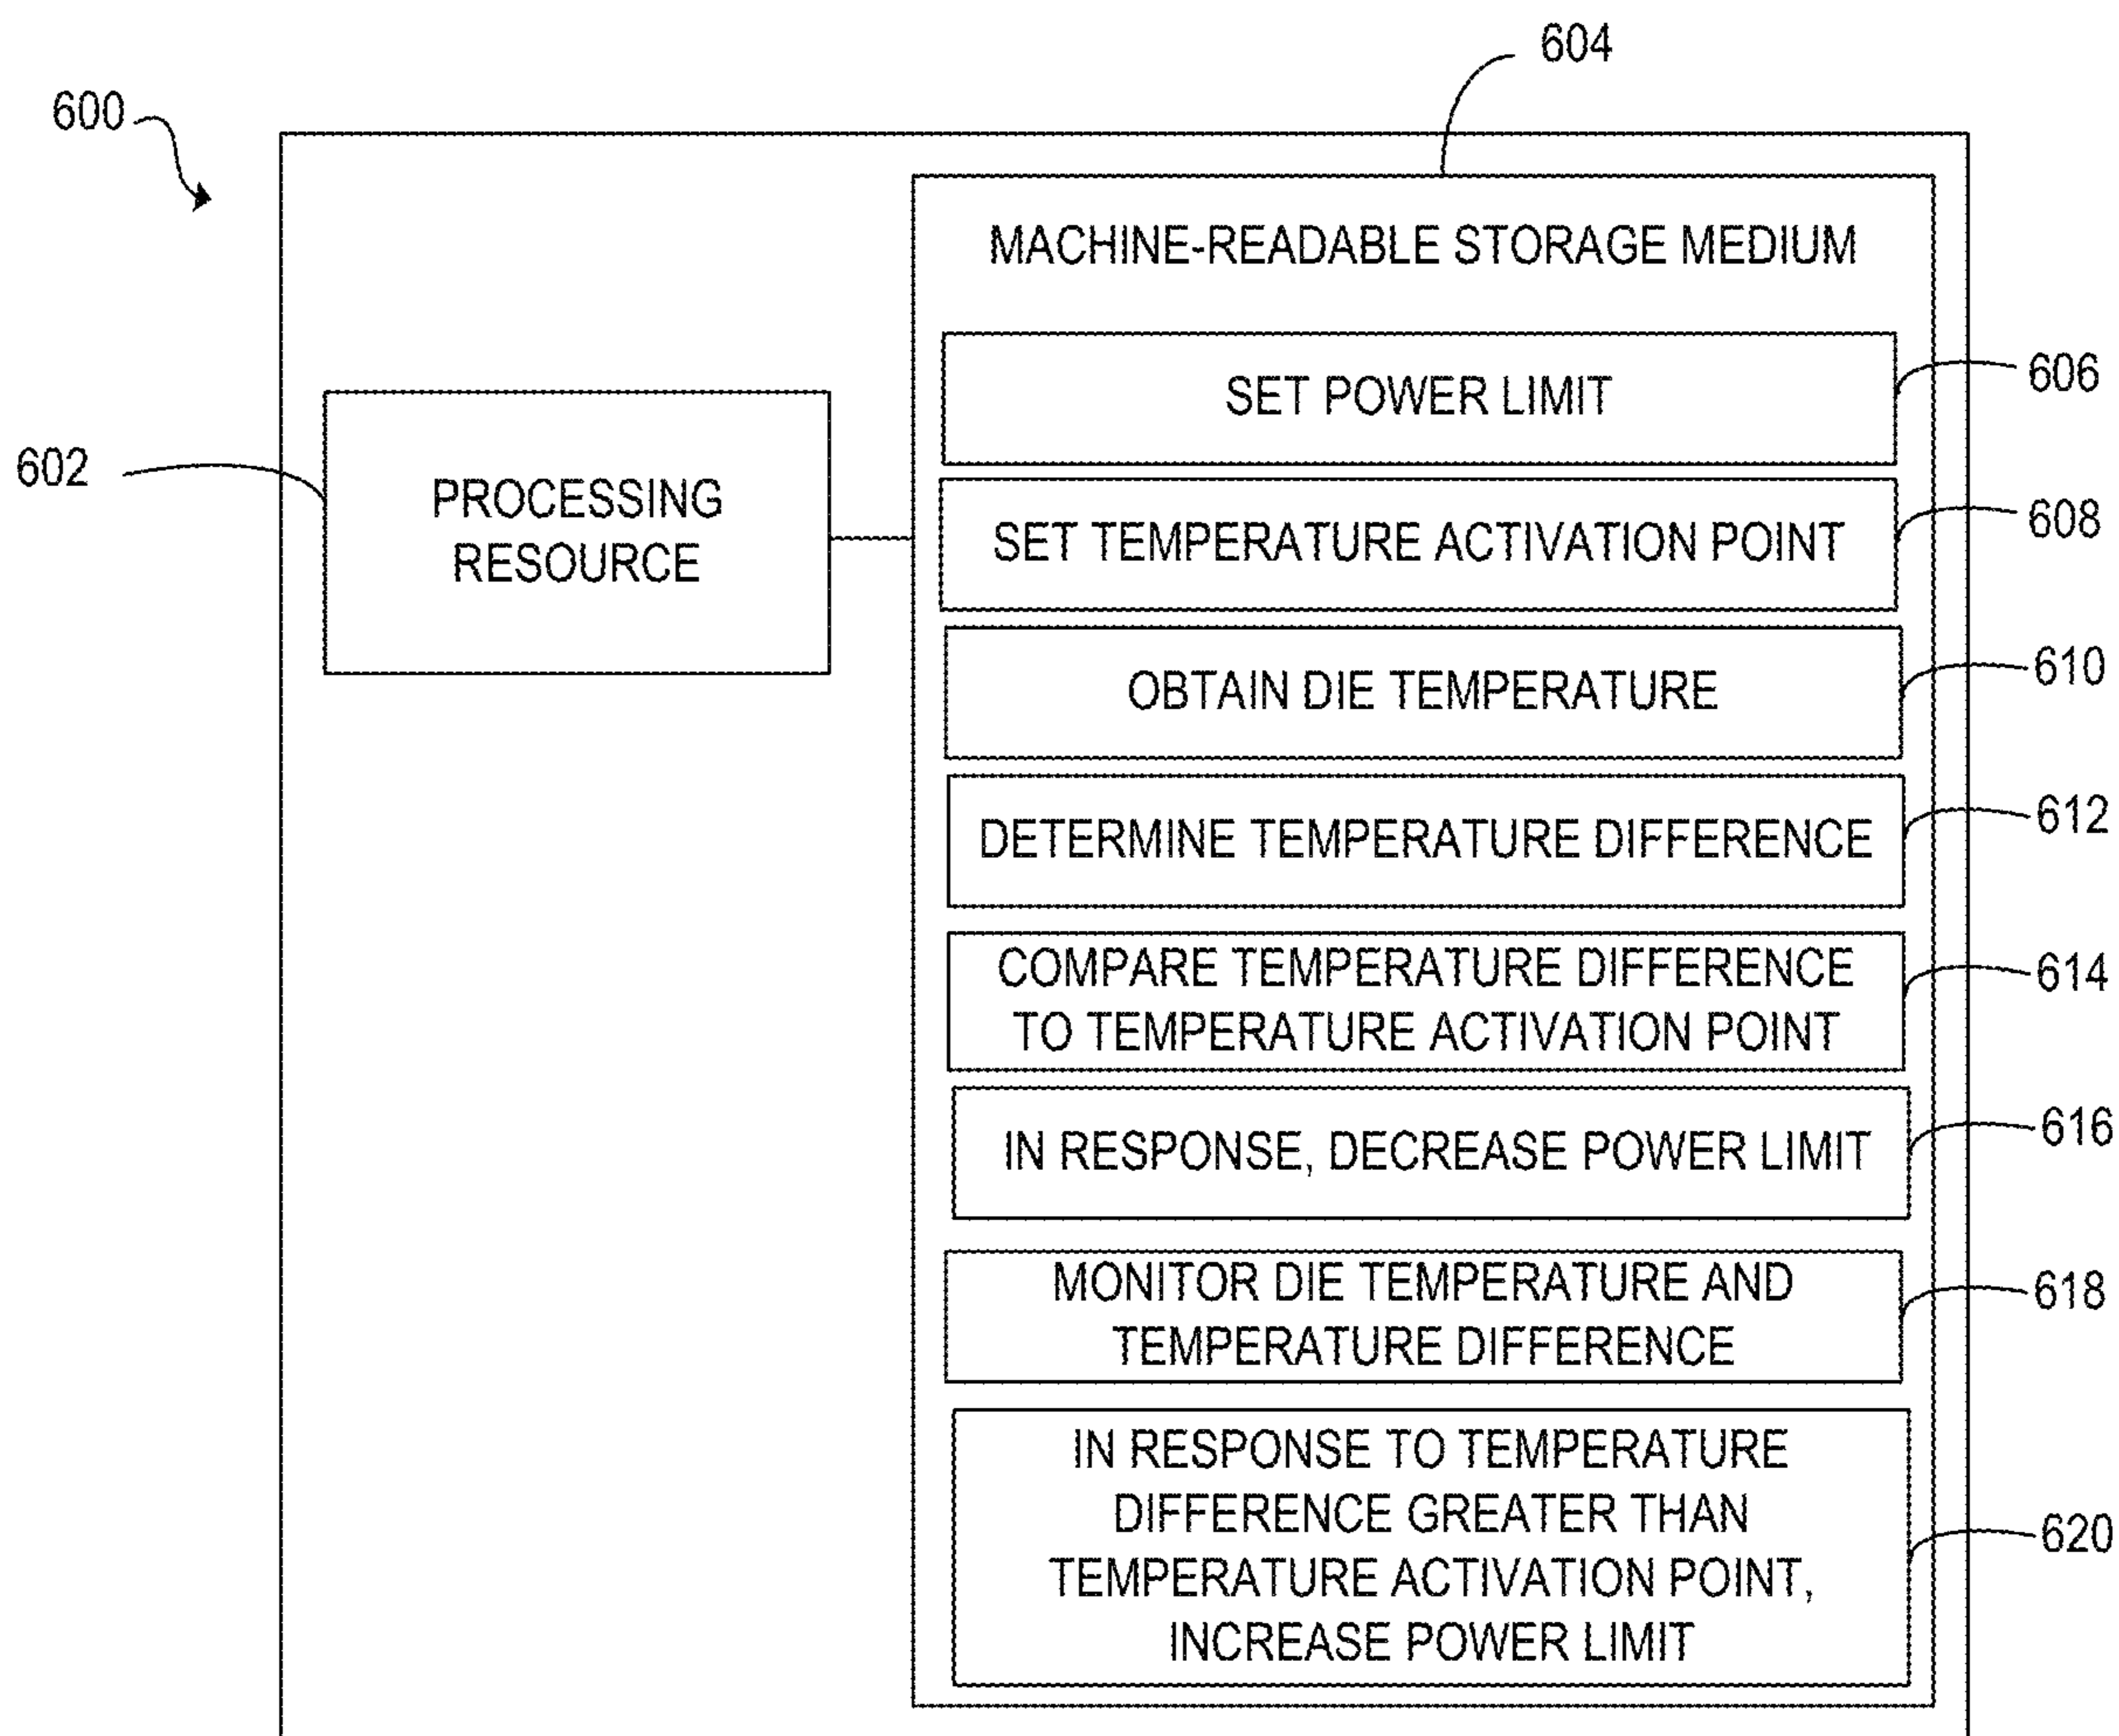 604
600
MACHINE-READABLE STORAGE MEDIUM
SET POWER LIMIT
606
602
PROCESSING
RESOURCE
SET TEMPERATURE ACTIVATION POINT
608
OBTAIN DIE TEMPERATURE
610
DETERMINE TEMPERATURE DIFFERENCE
612
COMPARE TEMPERATURE DIFFERENCE
TO TEMPERATURE ACTIVATION POINT
614
IN RESPONSE, DECREASE POWER LIMIT
616
MONITOR DIE TEMPERATURE AND
TEMPERATURE DIFFERENCE
618
IN RESPONSE TO TEMPERATURE
DIFFERENCE GREATER THAN
TEMPERATURE ACTIVATION POINT,
INCREASE POWER LIMIT
620